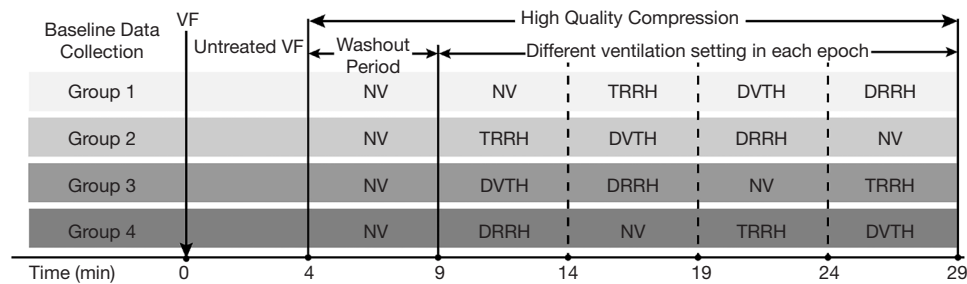 Baseline Data
Collection
VF
Untreated VF
High Quality Compression
Washout
Period
Different ventilation setting in each epoch
Group 1 NV NV TRRH DVTH DRRH
Group 2 NV TRRH DVTH DRRH NV
Group 3 NV DVTH DRRH NV TRRH
Group 4 NV DRRH NV TRRH DVTH
Time (min) 0 4 9 14 19 24 29